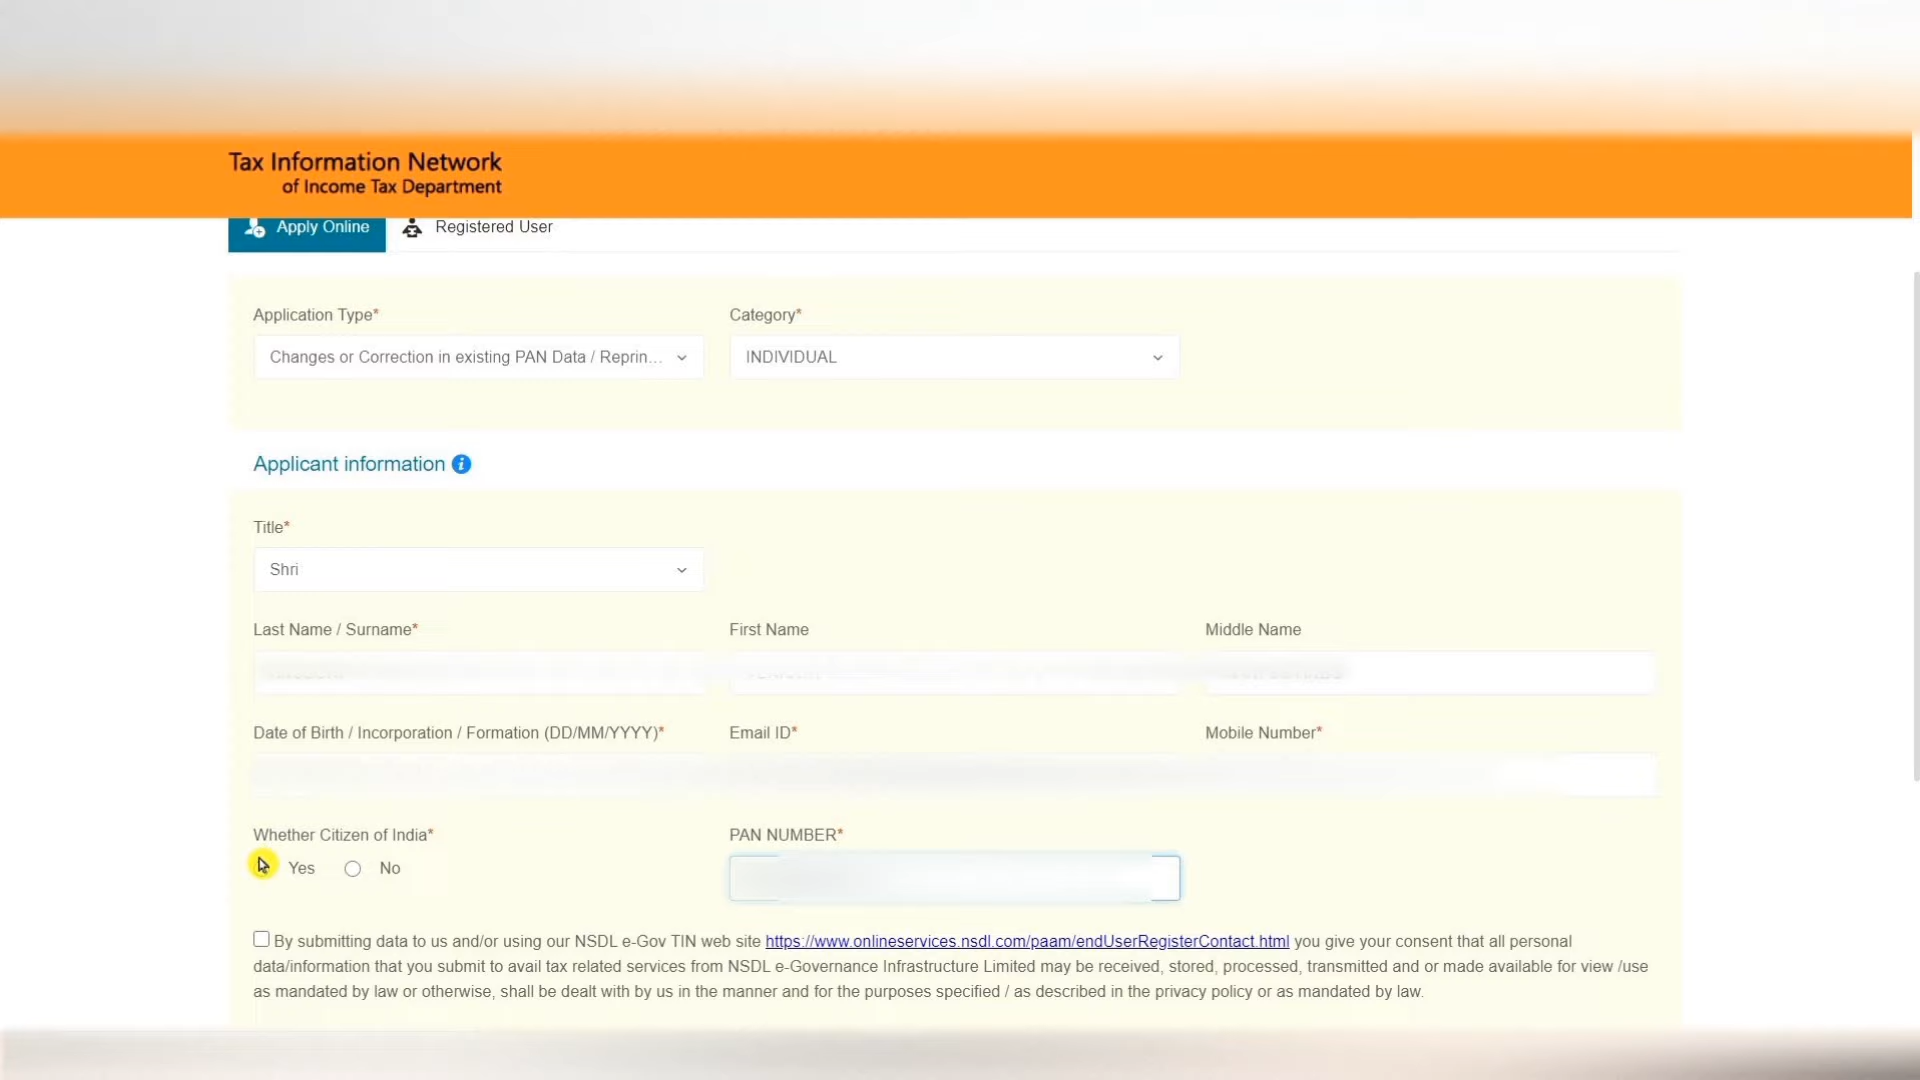 Tax Information Network
of Income Tax Department
Apply Online
Registered User
Application Type*
Category*
Changes or Correction in existing PAN Data / Reprin...
INDIVIDUAL
Applicant information
Title*
Shri
Last Name / Surname*
First Name
Middle Name
Date of Birth / Incorporation / Formation (DD/MM/YYYY)*
Email ID*
Mobile Number*
Whether Citizen of India*
PAN NUMBER*
Yes
No
By submitting data to us and/or using our NSDL e-Gov TIN web site https://www.onlineservices.nsdl.com/paam/endUserRegisterContact.html you give your consent that all personal
data/information that you submit to avail tax related services from NSDL e-Governance Infrastructure Limited may be received, stored, processed, transmitted and or made available for view /use
as mandated by law or otherwise, shall be dealt with by us in the manner and for the purposes specified / as described in the privacy policy or as mandated by law.